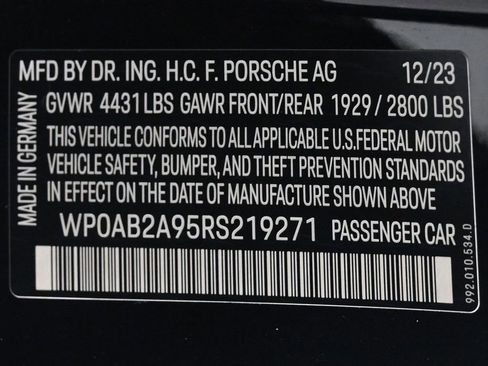 MFD BY DR. ING. H.C. F. PORSCHE AG 12/23
GVWR 4431 LBS GAWR FRONT/REAR 1929 / 2800 LBS
THIS VEHICLE CONFORMS TO ALL APPLICABLE U.S.FEDERAL MOTOR
VEHICLE SAFETY, BUMPER, AND THEFT PREVENTION STANDARDS
IN EFFECT ON THE DATE OF MANUFACTURE SHOWN ABOVE
WP0AB2A95RS219271 PASSENGER CAR
MADE IN GERMANY
992.010.534.D